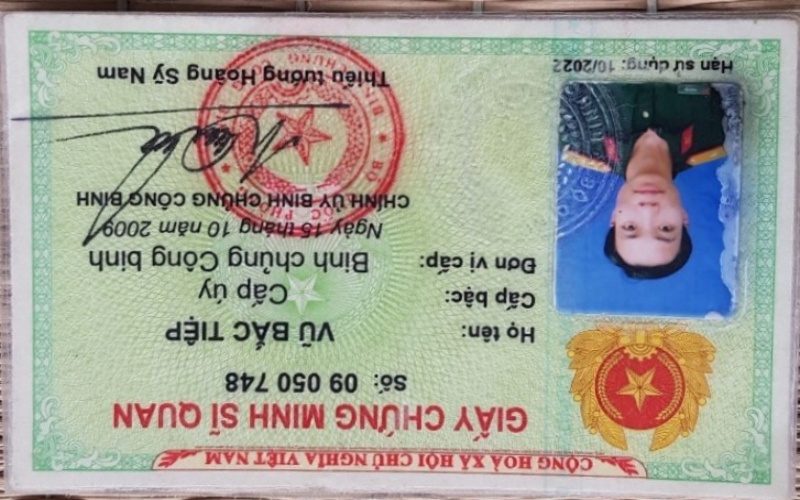 CỘNG HOÀ XÃ HỘI CHỦ NGHĨA VIỆT NAM
GIẤY CHỨNG MINH SĨ QUAN
Số: 09 050 748
Họ tên: VŨ BẮC TIỆP
Cấp bậc: Cấp úy
Đơn vị cấp: Binh chủng Công binh
Ngày 15 tháng 10 năm 2009
CHÍNH ỦY BINH CHỦNG CÔNG BINH
Thiếu tướng Hoàng Sỹ Nam
Hạn sử dụng: 10/2022